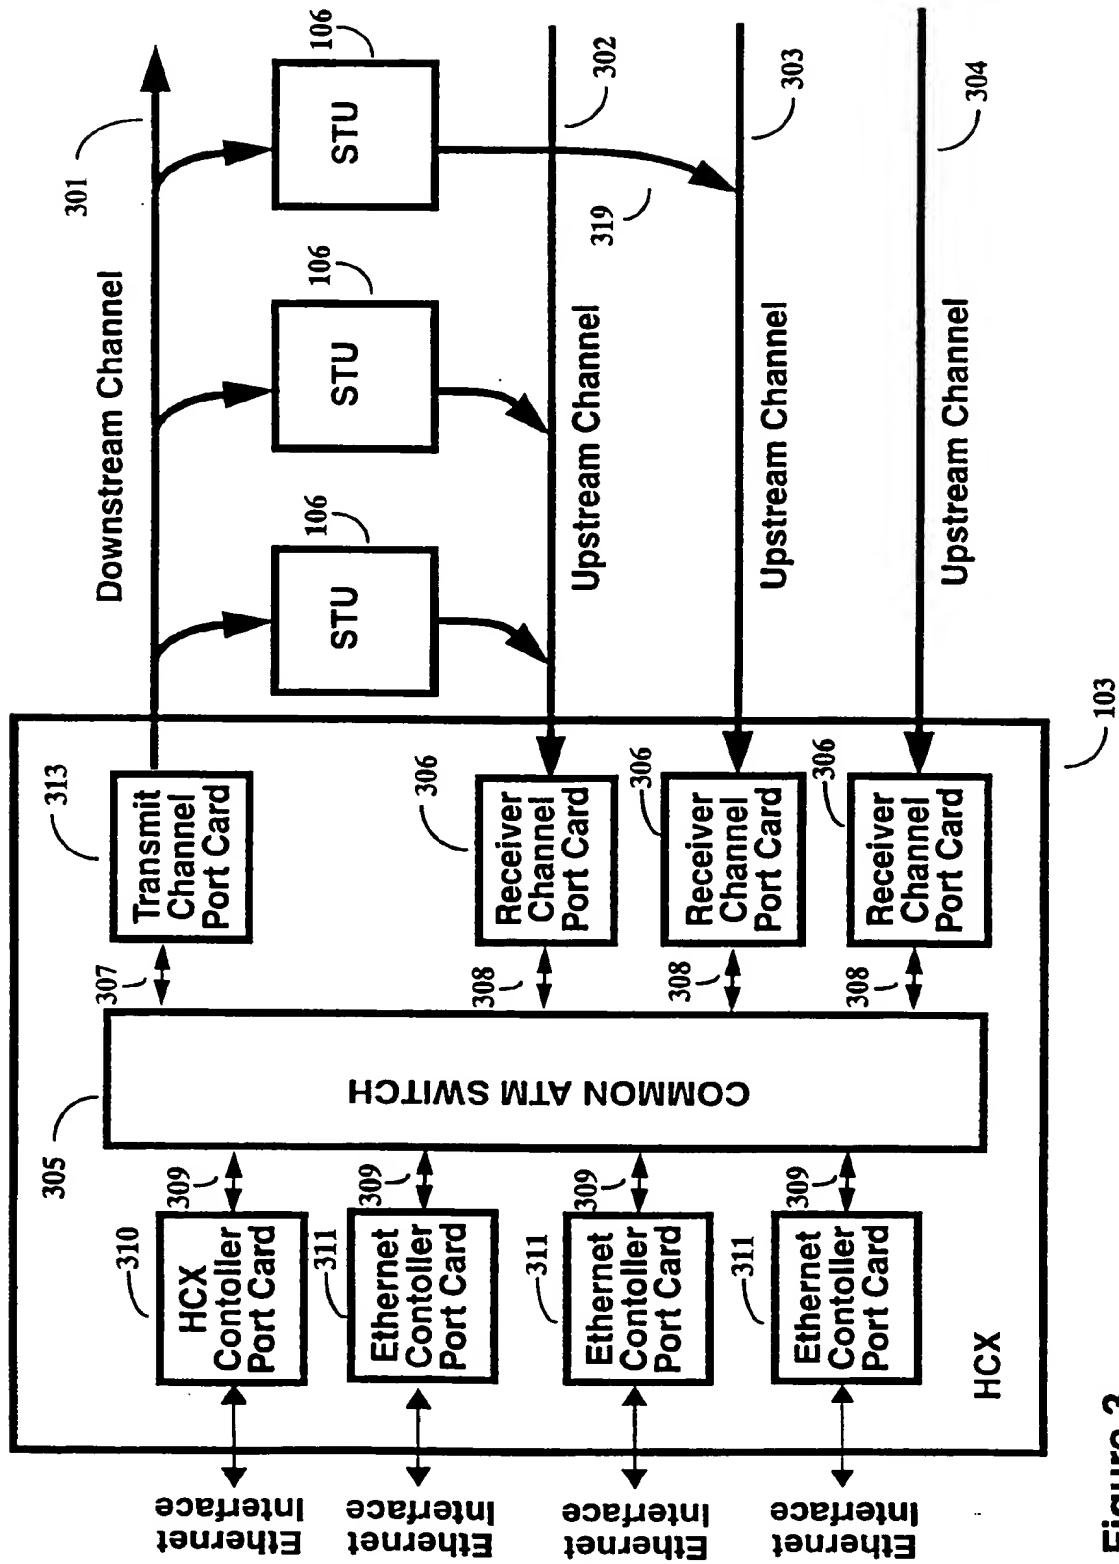 Ethernet
Interface
Ethernet
Interface
Ethernet
Interface
Ethernet
Interface
310
HCX
Contoller
Port Card
309
311
Ethernet
Contoller
Port Card
309
311
Ethernet
Contoller
Port Card
309
311
Ethernet
Contoller
Port Card
309
HCX
305
COMMON ATM SWITCH
307
313
Transmit
Channel
Port Card
308
306
Receiver
Channel
Port Card
308
306
Receiver
Channel
Port Card
308
306
Receiver
Channel
Port Card
103
Downstream Channel
301
STU
106
STU
106
STU
106
Upstream Channel
302
319
Upstream Channel
303
Upstream Channel
304
Figure 3